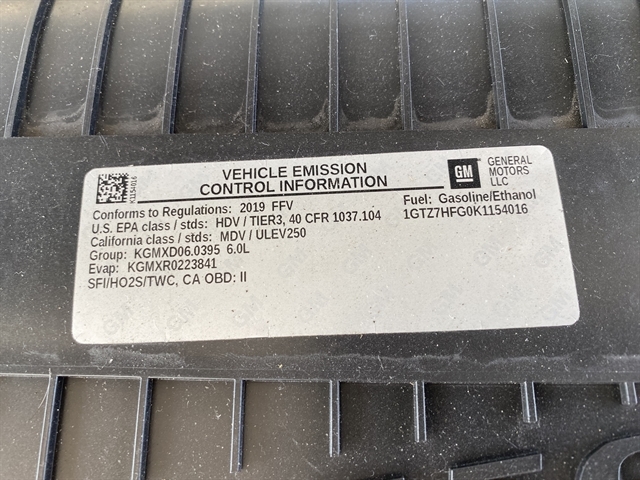 VEHICLE EMISSION
CONTROL INFORMATION
GM
GENERAL
MOTORS
LLC
K1154016
Conforms to Regulations: 2019 FFV
Fuel: Gasoline/Ethanol
U.S. EPA class / stds: HDV / TIER3, 40 CFR 1037.104
1GTZ7HFG0K1154016
California class / stds: MDV / ULEV250
Group: KGMXD06.0395 6.0L
Evap: KGMXR0223841
SFI/HO2S/TWC, CA OBD: II